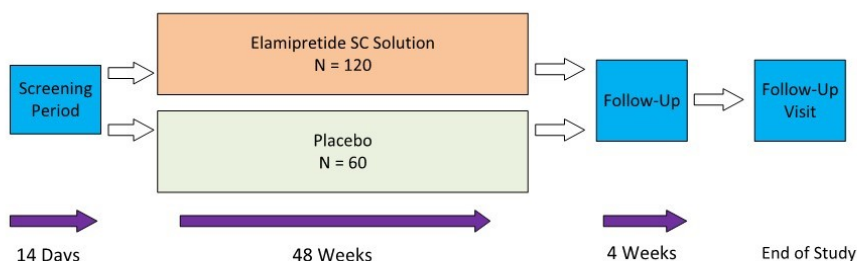 Elamipretide SC Solution
N = 120
Screening
Period
Follow-Up
Follow-Up
Visit
Placebo
N = 60
14 Days
48 Weeks
4 Weeks
End of Study